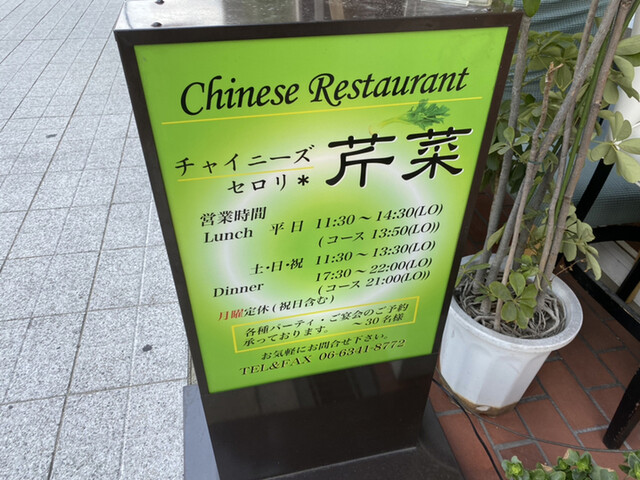 Chinese Restaurant
チャイニーズ
セロリ＊ 芹菜
営業時間
Lunch 平日 11:30～14:30(LO)
(コース 13:50(LO))
土・日・祝 11:30～13:30(LO)
Dinner 17:30～22:00(LO)
(コース 21:00(LO))
月曜定休(祝日含む)
各種パーティ・ご宴会のご予約
承っております。 ～30名様
お気軽にお問合せ下さい。
TEL&FAX 06-6341-8772